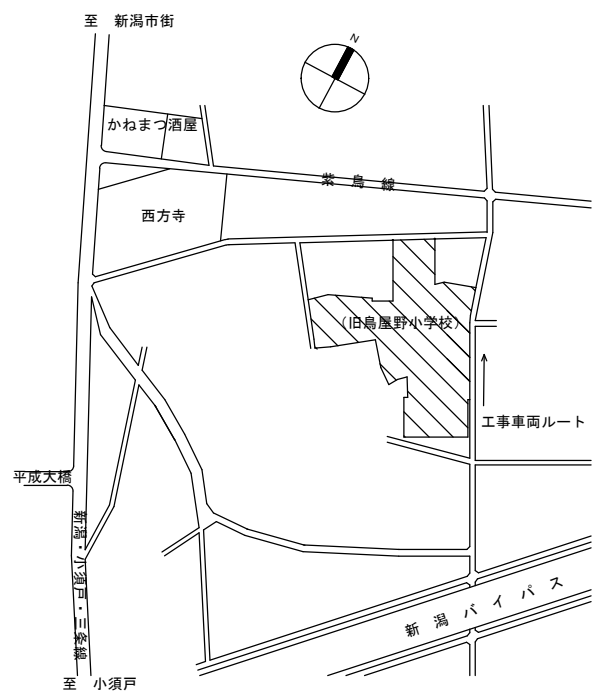 至 新潟市街
N
かねまつ酒屋
紫鳥線
西方寺
(旧鳥屋野小学校)
工事車両ルート
平成大橋
新潟・小須戸・三条線
新潟バイパス
至 小須戸